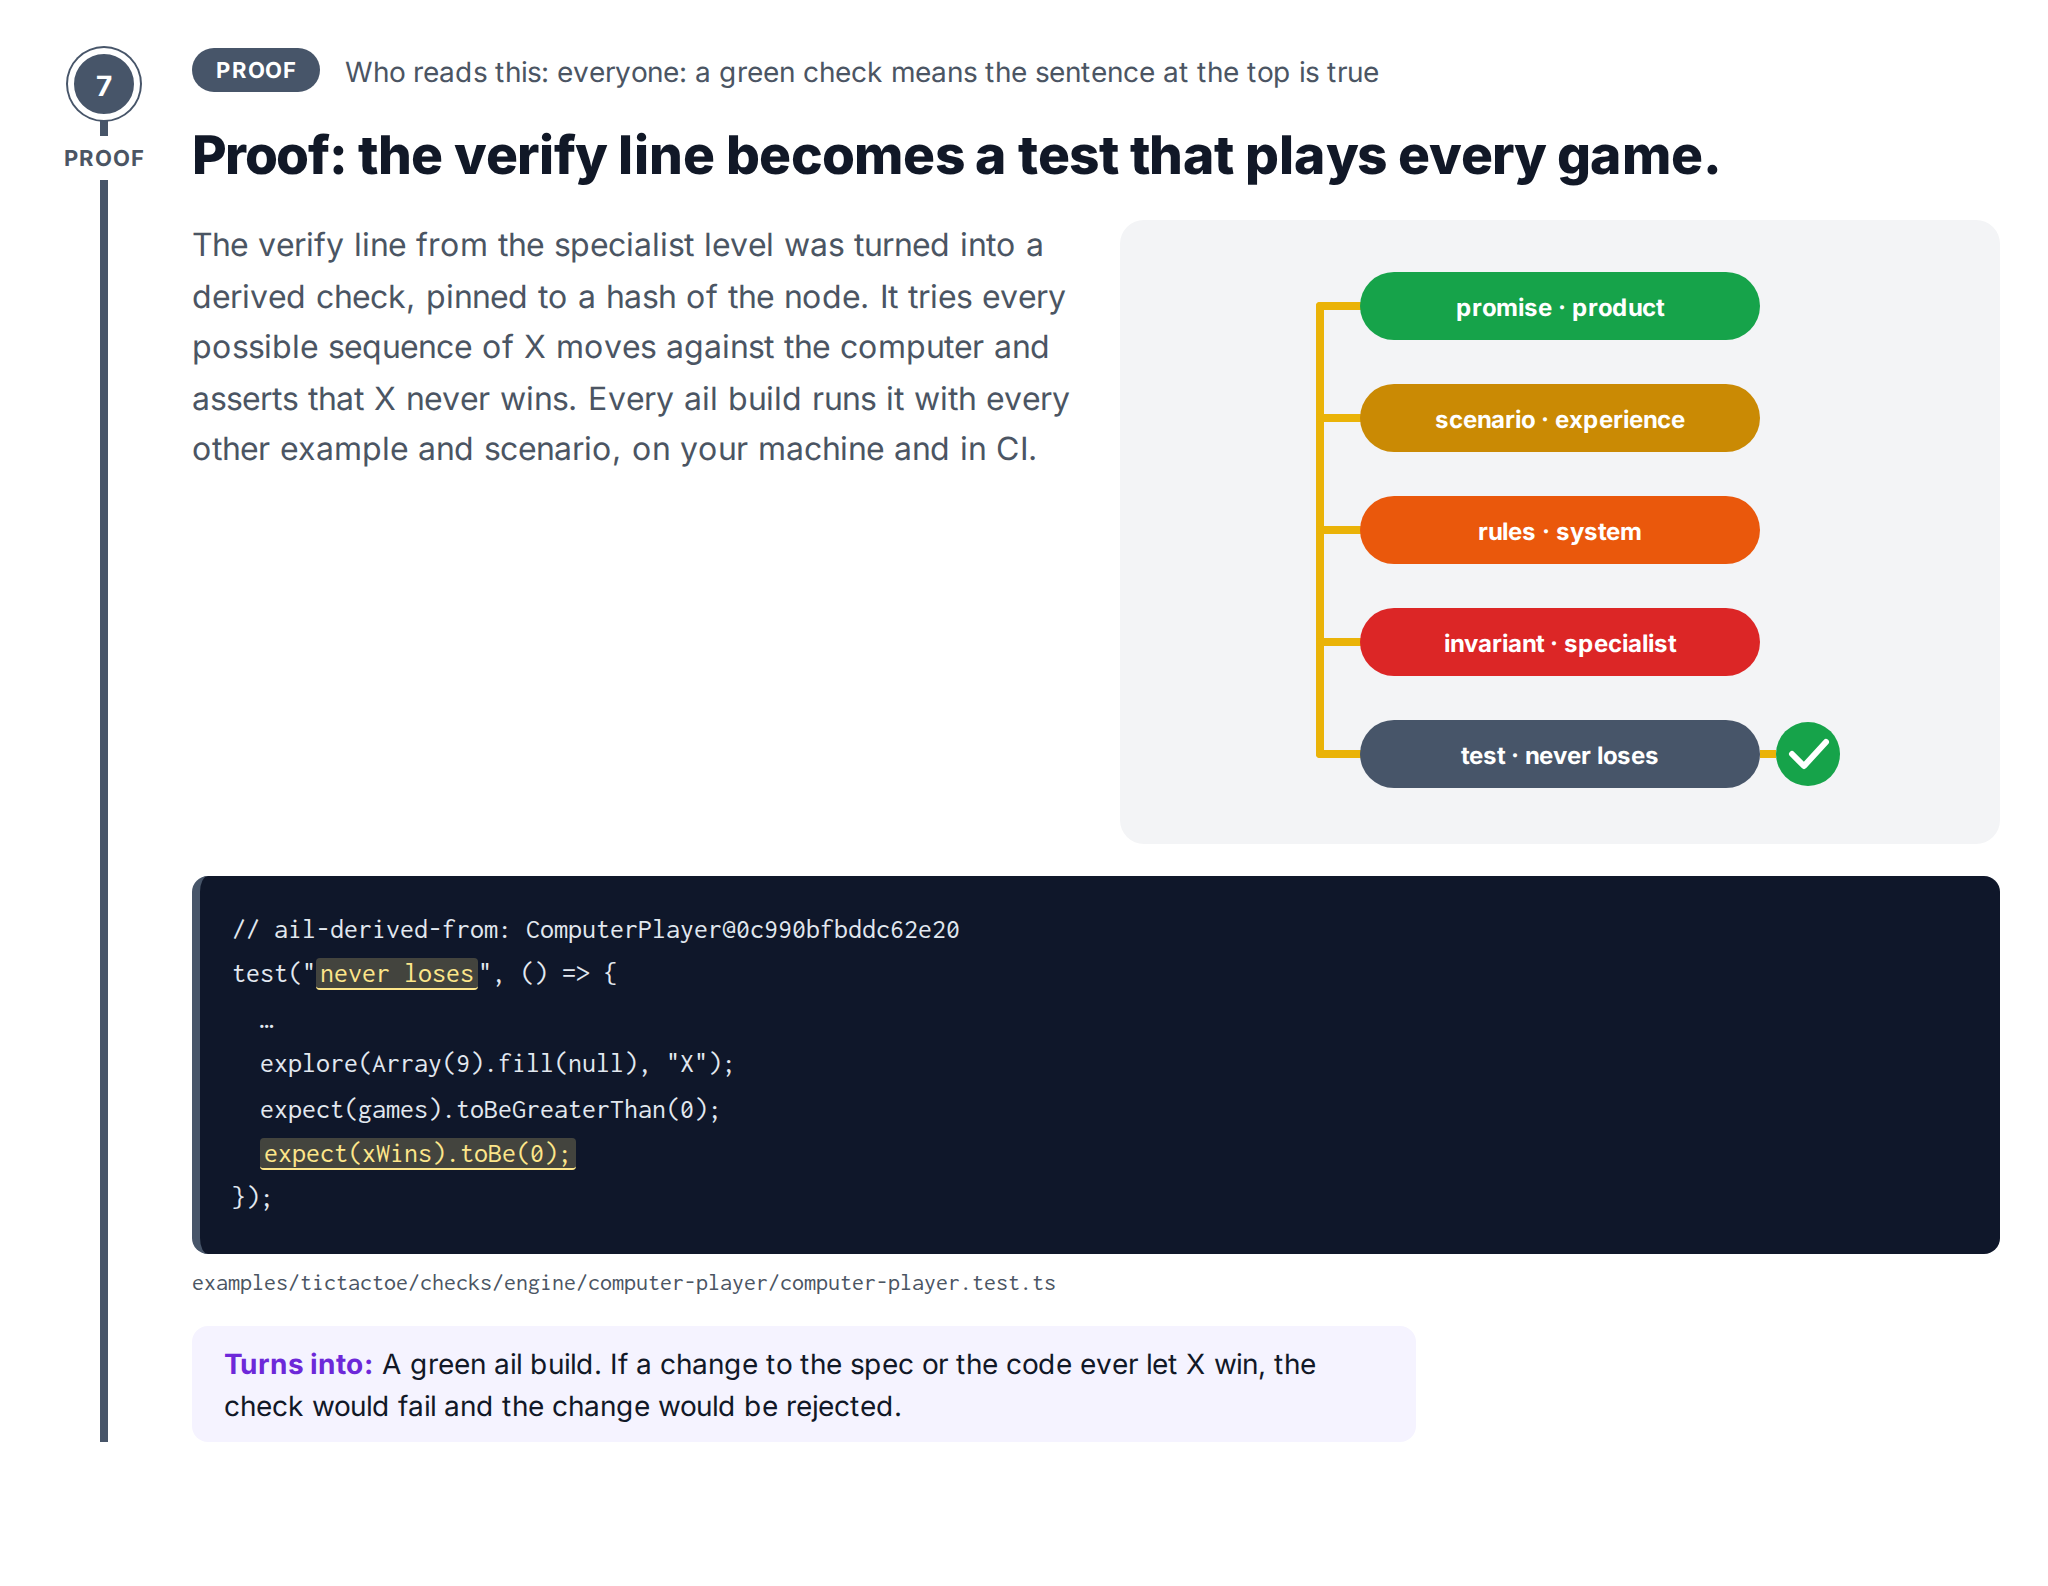 7
PROOF
PROOF
Who reads this: everyone: a green check means the sentence at the top is true
Proof: the verify line becomes a test that plays every game.
The verify line from the specialist level was turned into a
derived check, pinned to a hash of the node. It tries every
possible sequence of X moves against the computer and
asserts that X never wins. Every ail build runs it with every
other example and scenario, on your machine and in CI.
promise · product
scenario · experience
rules · system
invariant · specialist
test · never loses
// ail-derived-from: ComputerPlayer@0c990bfbddc62e20
test("never loses", () => {
  …
  explore(Array(9).fill(null), "X");
  expect(games).toBeGreaterThan(0);
  expect(xWins).toBe(0);
});
examples/tictactoe/checks/engine/computer-player/computer-player.test.ts
Turns into: A green ail build. If a change to the spec or the code ever let X win, the
check would fail and the change would be rejected.